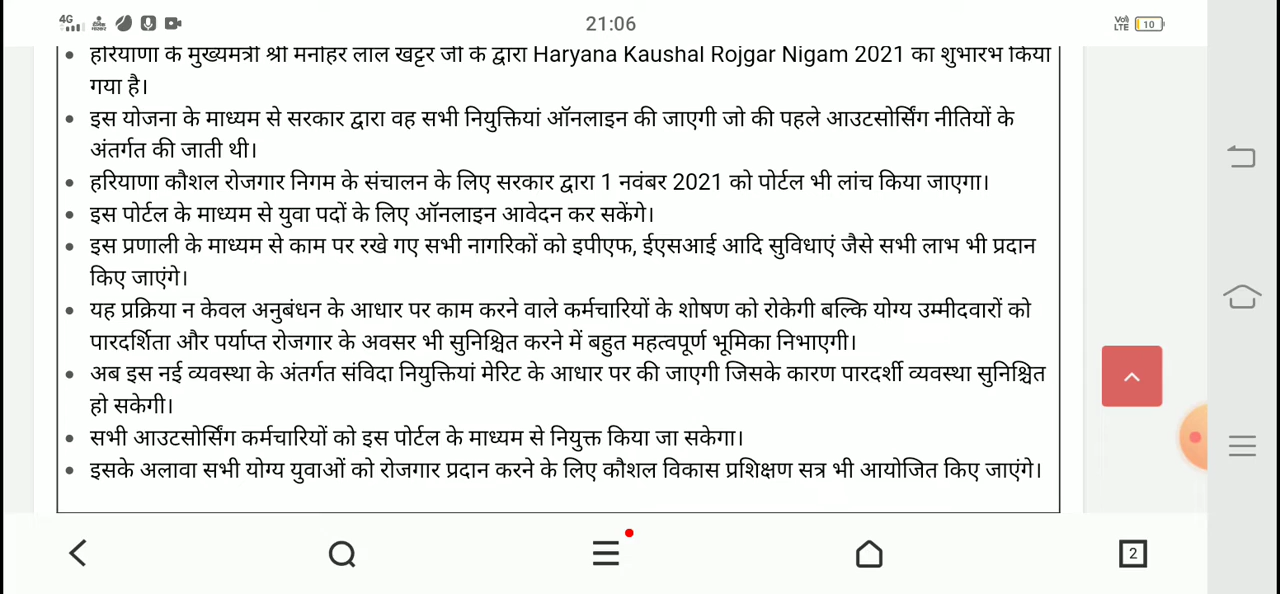 4G 21:06 VoI) LTE 10
हरियाणा के मुख्यमंत्री श्री मनोहर लाल खट्टर जी के द्वारा Haryana Kaushal Rojgar Nigam 2021 का शुभारंभ किया
गया है।
इस योजना के माध्यम से सरकार द्वारा वह सभी नियुक्तियां ऑनलाइन की जाएगी जो की पहले आउटसोर्सिंग नीतियों के
अंतर्गत की जाती थी।
हरियाणा कौशल रोजगार निगम के संचालन के लिए सरकार द्वारा 1 नवंबर 2021 को पोर्टल भी लांच किया जाएगा।
इस पोर्टल के माध्यम से युवा पदों के लिए ऑनलाइन आवेदन कर सकेंगे।
इस प्रणाली के माध्यम से काम पर रखे गए सभी नागरिकों को इपीएफ, ईएसआई आदि सुविधाएं जैसे सभी लाभ भी प्रदान
किए जाएंगे।
यह प्रक्रिया न केवल अनुबंधन के आधार पर काम करने वाले कर्मचारियों के शोषण को रोकेगी बल्कि योग्य उम्मीदवारों को
पारदर्शिता और पर्याप्त रोजगार के अवसर भी सुनिश्चित करने में बहुत महत्वपूर्ण भूमिका निभाएगी।
अब इस नई व्यवस्था के अंतर्गत संविदा नियुक्तियां मेरिट के आधार पर की जाएगी जिसके कारण पारदर्शी व्यवस्था सुनिश्चित
हो सकेगी।
सभी आउटसोर्सिंग कर्मचारियों को इस पोर्टल के माध्यम से नियुक्त किया जा सकेगा।
इसके अलावा सभी योग्य युवाओं को रोजगार प्रदान करने के लिए कौशल विकास प्रशिक्षण सत्र भी आयोजित किए जाएंगे।
2